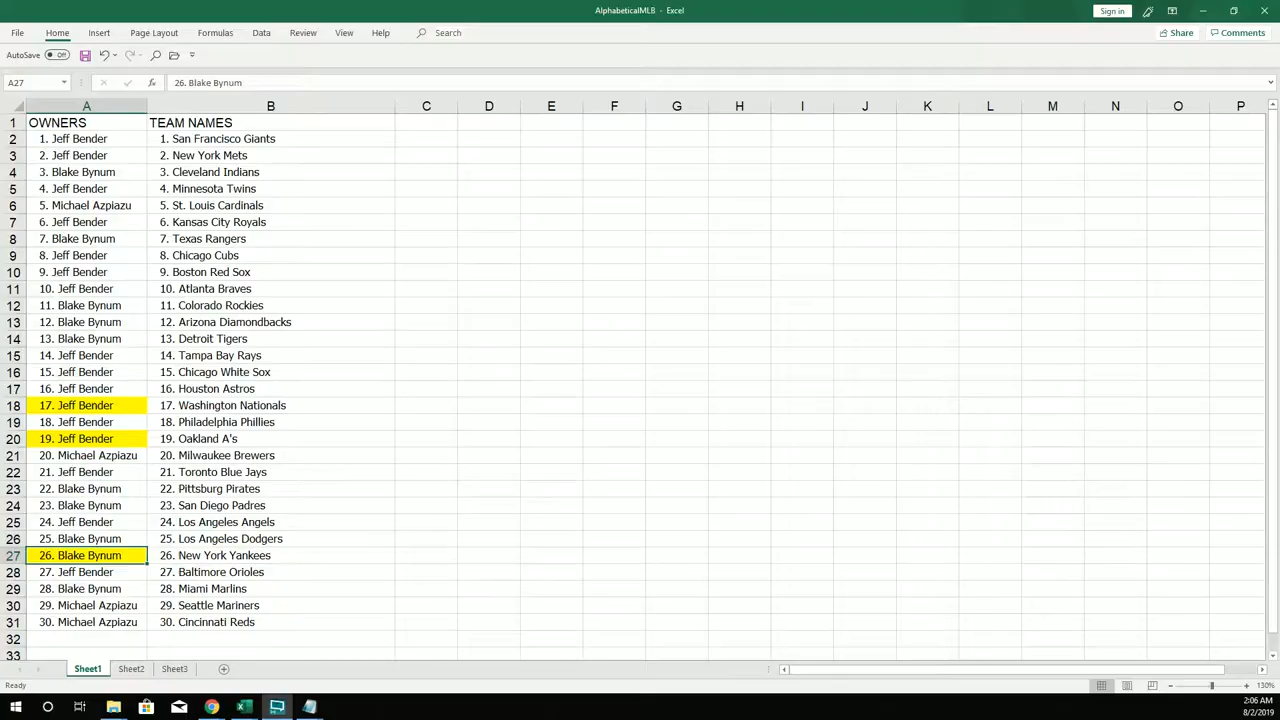 AlphabeticalMLB - Excel
Sign in
File Home Insert Page Layout Formulas Data Review View Help Search Share Comments
AutoSave Off
A27 fx 26. Blake Bynum
A B C D E F G H I J K L M N O P
1 OWNERS TEAM NAMES
2 1. Jeff Bender 1. San Francisco Giants
3 2. Jeff Bender 2. New York Mets
4 3. Blake Bynum 3. Cleveland Indians
5 4. Jeff Bender 4. Minnesota Twins
6 5. Michael Azpiazu 5. St. Louis Cardinals
7 6. Jeff Bender 6. Kansas City Royals
8 7. Blake Bynum 7. Texas Rangers
9 8. Jeff Bender 8. Chicago Cubs
10 9. Jeff Bender 9. Boston Red Sox
11 10. Jeff Bender 10. Atlanta Braves
12 11. Blake Bynum 11. Colorado Rockies
13 12. Blake Bynum 12. Arizona Diamondbacks
14 13. Blake Bynum 13. Detroit Tigers
15 14. Jeff Bender 14. Tampa Bay Rays
16 15. Jeff Bender 15. Chicago White Sox
17 16. Jeff Bender 16. Houston Astros
18 17. Jeff Bender 17. Washington Nationals
19 18. Jeff Bender 18. Philadelphia Phillies
20 19. Jeff Bender 19. Oakland A's
21 20. Michael Azpiazu 20. Milwaukee Brewers
22 21. Jeff Bender 21. Toronto Blue Jays
23 22. Blake Bynum 22. Pittsburg Pirates
24 23. Blake Bynum 23. San Diego Padres
25 24. Jeff Bender 24. Los Angeles Angels
26 25. Blake Bynum 25. Los Angeles Dodgers
27 26. Blake Bynum 26. New York Yankees
28 27. Jeff Bender 27. Baltimore Orioles
29 28. Blake Bynum 28. Miami Marlins
30 29. Michael Azpiazu 29. Seattle Mariners
31 30. Michael Azpiazu 30. Cincinnati Reds
32
33
Sheet1 Sheet2 Sheet3
Ready 130%
2:06 AM
8/2/2019